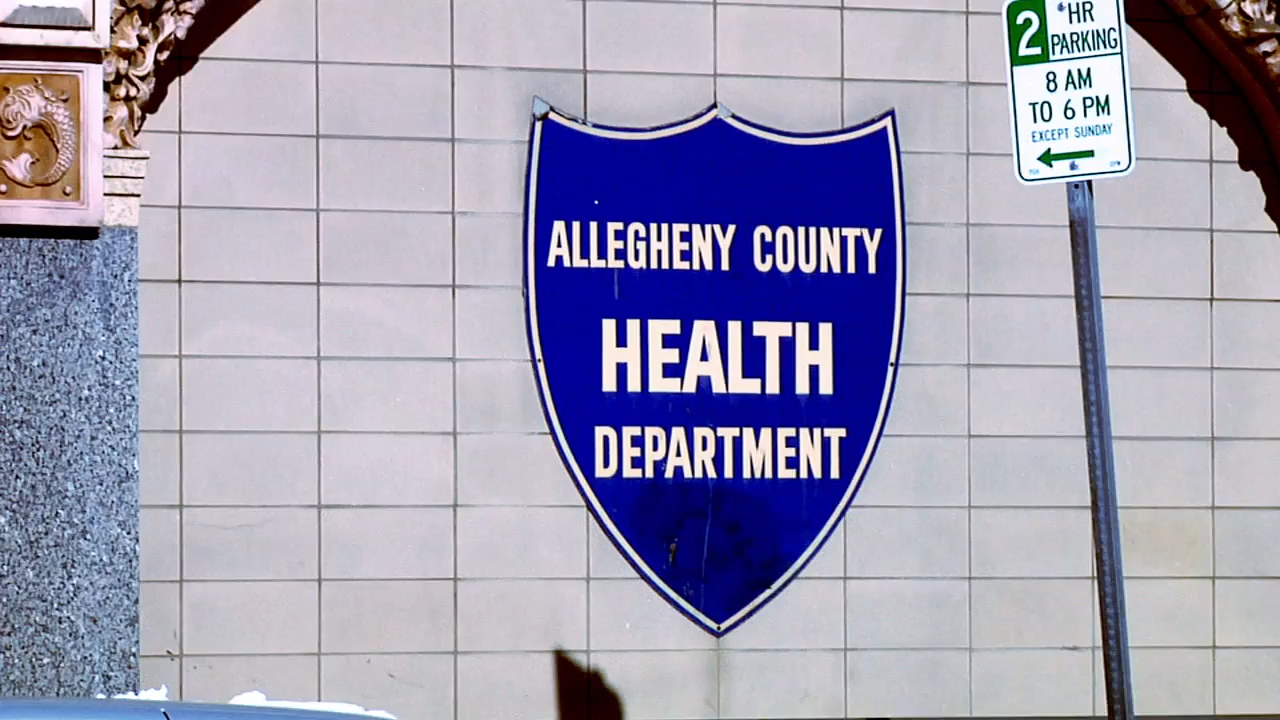 ALLEGHENY COUNTY
HEALTH
DEPARTMENT
2 HR
PARKING
8 AM
TO 6 PM
EXCEPT SUNDAY